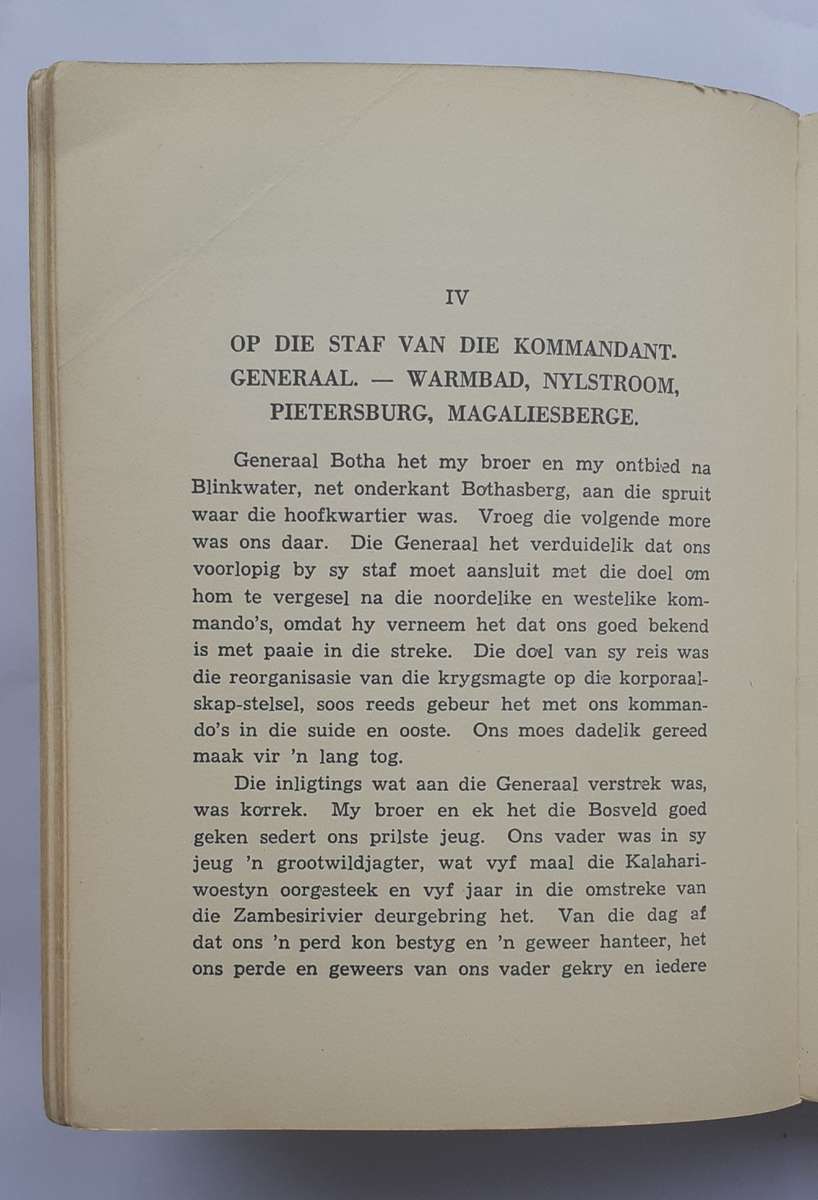 IV
OP DIE STAF VAN DIE KOMMANDANT.
GENERAAL. — WARMBAD, NYLSTROOM,
PIETERSBURG, MAGALIESBERGE.
Generaal Botha het my broer en my ontbied na
Blinkwater, net onderkant Bothasberg, aan die spruit
waar die hoofkwartier was. Vroeg die volgende more
was ons daar. Die Generaal het verduidelik dat ons
voorlopig by sy staf moet aansluit met die doel om
hom te vergesel na die noordelike en westelike kom-
mando's, omdat hy verneem het dat ons goed bekend
is met paaie in die streke. Die doel van sy reis was
die reorganisasie van die krygsmagte op die korporaal-
skap-stelsel, soos reeds gebeur het met ons komman-
do's in die suide en ooste. Ons moes dadelik gereed
maak vir 'n lang tog.
Die inligtings wat aan die Generaal verstrek was,
was korrek. My broer en ek het die Bosveld goed
geken sedert ons prilste jeug. Ons vader was in sy
jeug 'n grootwildjagter, wat vyf maal die Kalahari-
woestyn oorgesteek en vyf jaar in die omstreke van
die Zambesirivier deurgebring het. Van die dag af
dat ons 'n perd kon bestyg en 'n geweer hanteer, het
ons perde en geweers van ons vader gekry en iedere